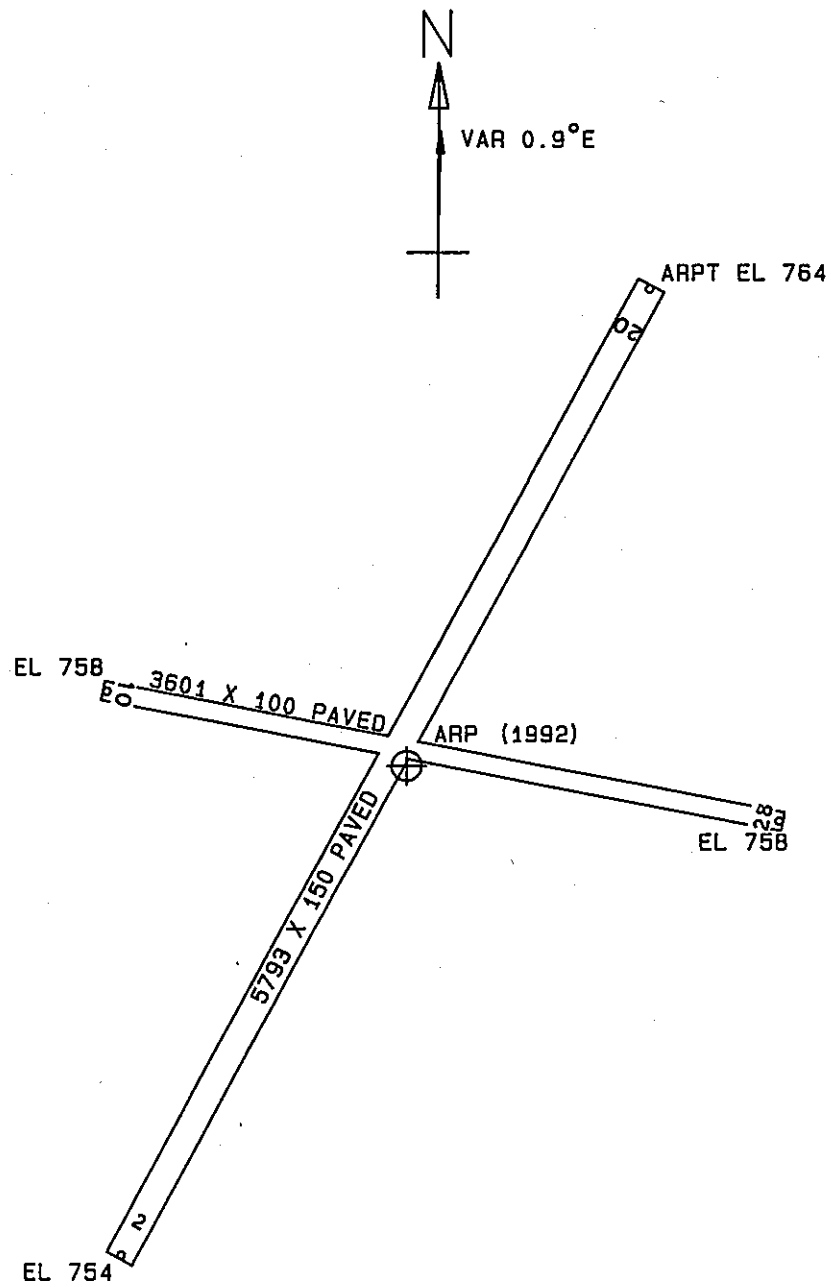 N
VAR 0.9°E
ARPT EL 764
20
EL 758
10
3601 X 100 PAVED
ARP (1992)
28
EL 758
5793 X 150 PAVED
2
EL 754